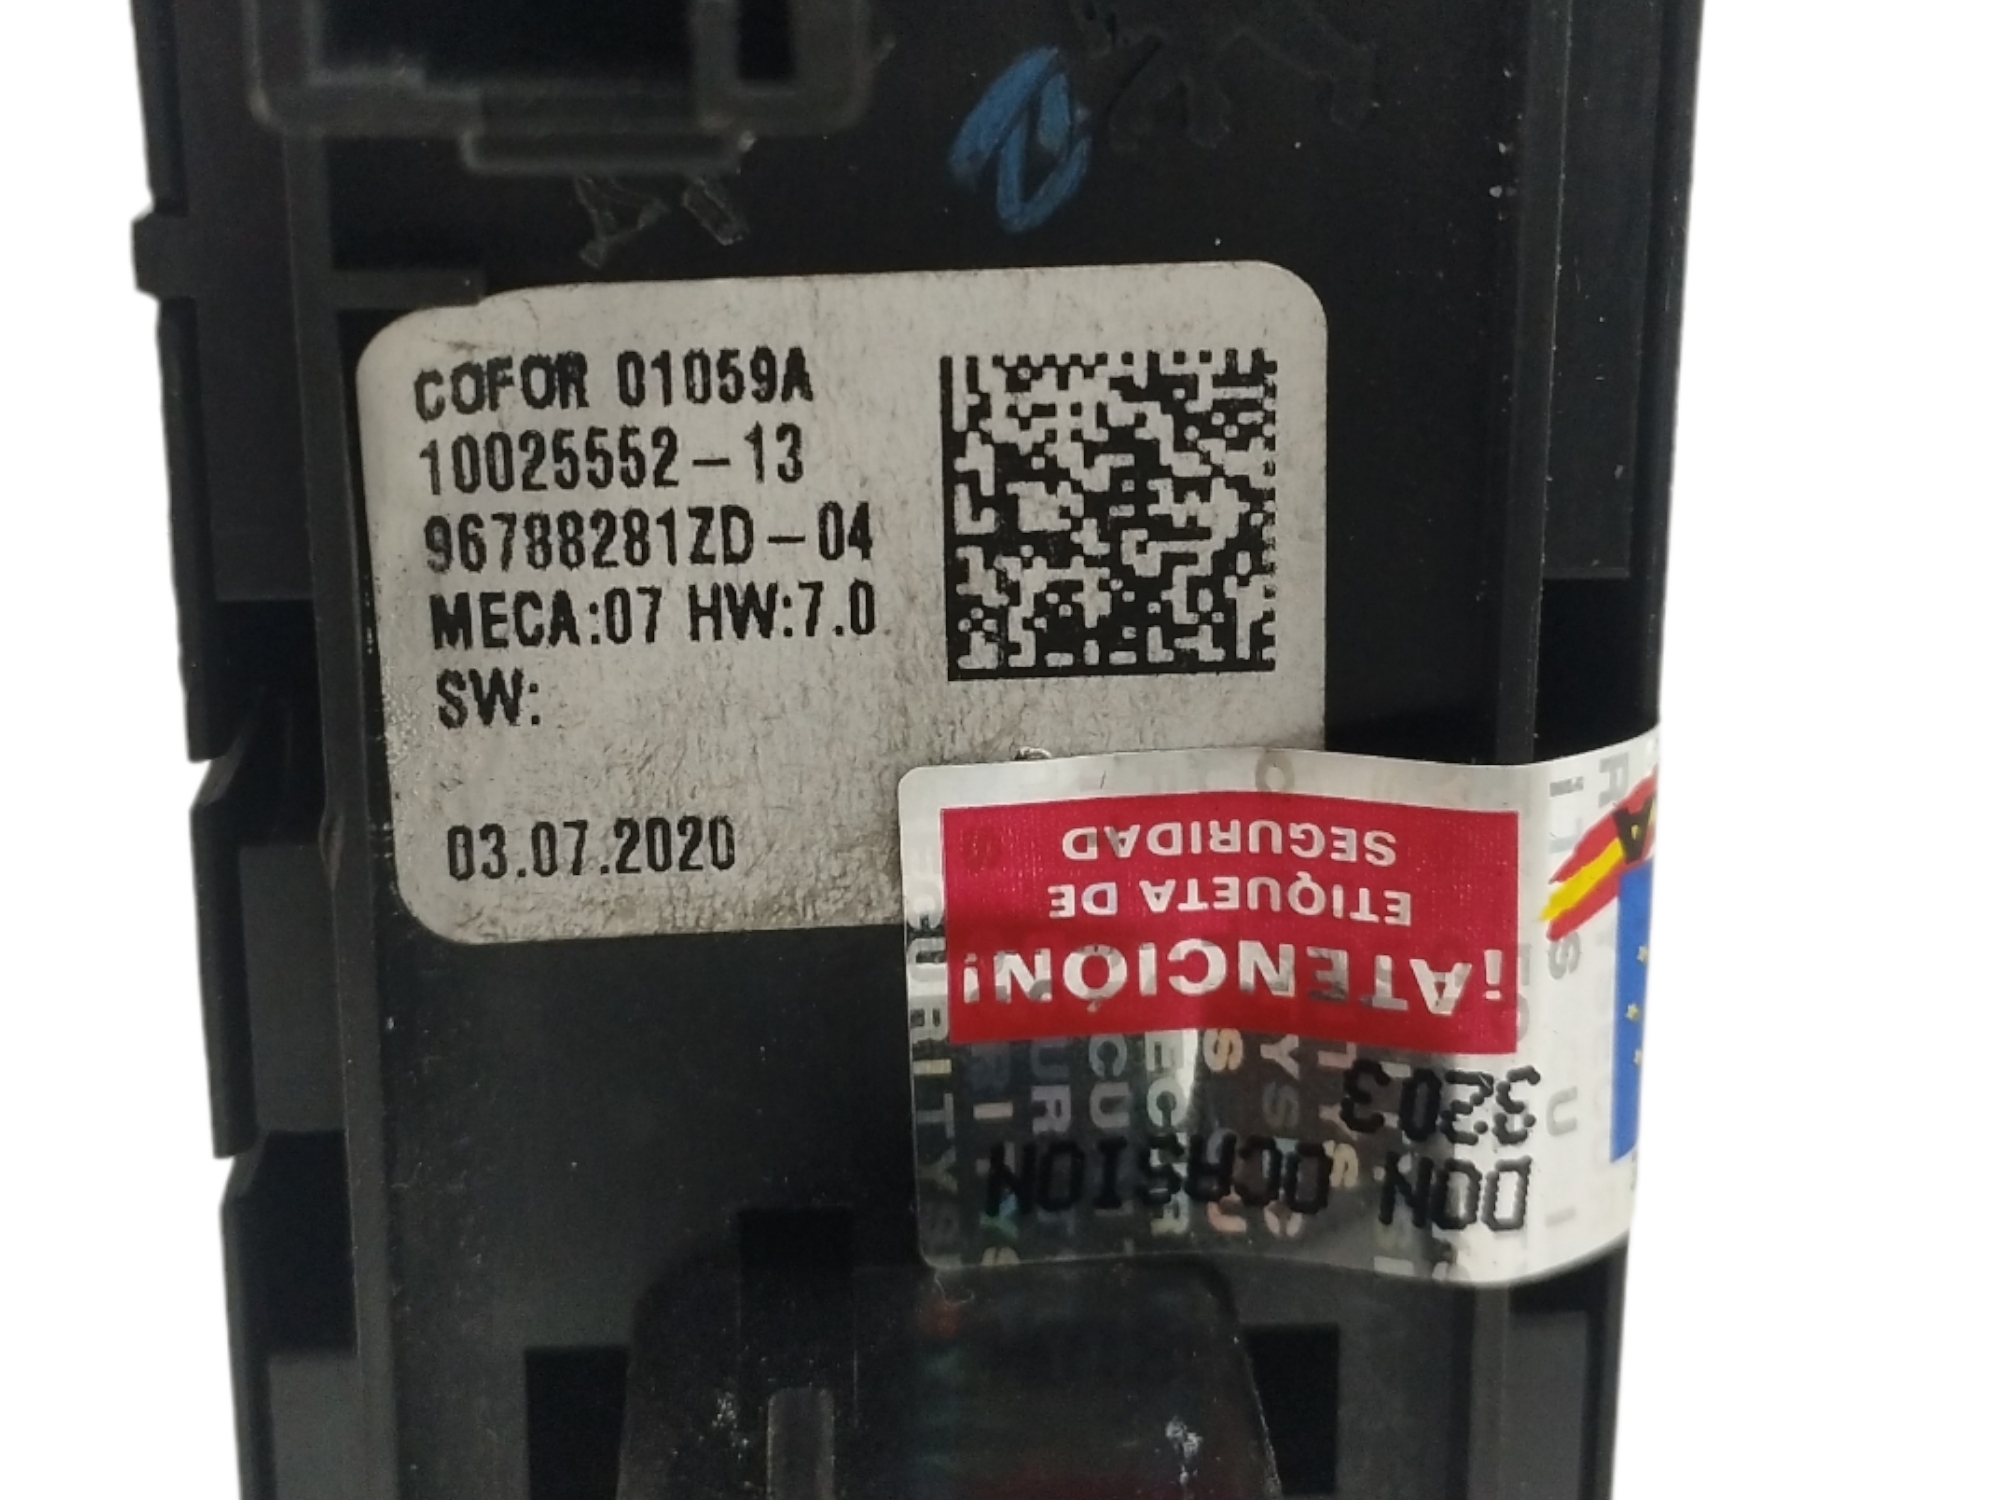 COFOR 01059A
10025552-13
96788281ZD-04
MECA:07 HW:7.0
SW:
03.07.2020
¡ATENCIÓN!
ETIQUETA DE
SEGURIDAD
DON OCASION
3203